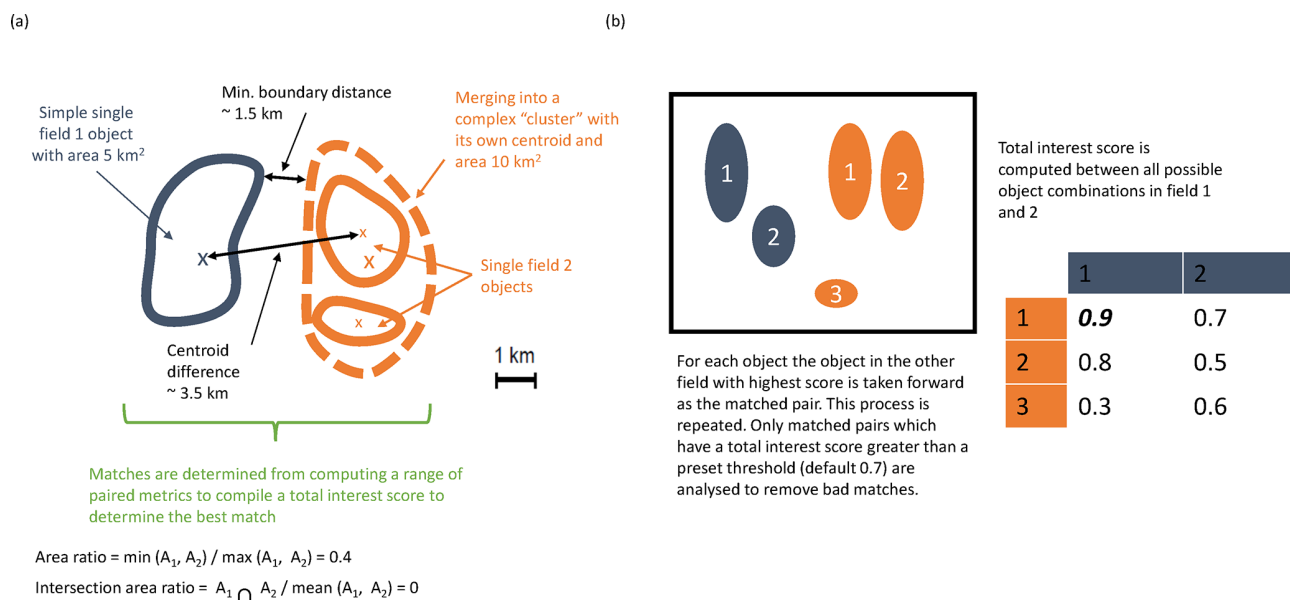 (a)
Min. boundary distance
~ 1.5 km
Simple single
field 1 object
with area 5 km²
Merging into a
complex “cluster” with
its own centroid and
area 10 km²
x
X
X
x
Single field 2
objects
Centroid
difference
~ 3.5 km
1 km
Matches are determined from computing a range of
paired metrics to compile a total interest score to
determine the best match
Area ratio = min (A₁, A₂) / max (A₁, A₂) = 0.4
Intersection area ratio = A₁ ∩ A₂ / mean (A₁, A₂) = 0
(b)
1
2
1
2
3
For each object the object in the other
field with highest score is taken forward
as the matched pair. This process is
repeated. Only matched pairs which
have a total interest score greater than a
preset threshold (default 0.7) are
analysed to remove bad matches.
Total interest score is
computed between all possible
object combinations in field 1
and 2
1 2
1 0.9 0.7
2 0.8 0.5
3 0.3 0.6